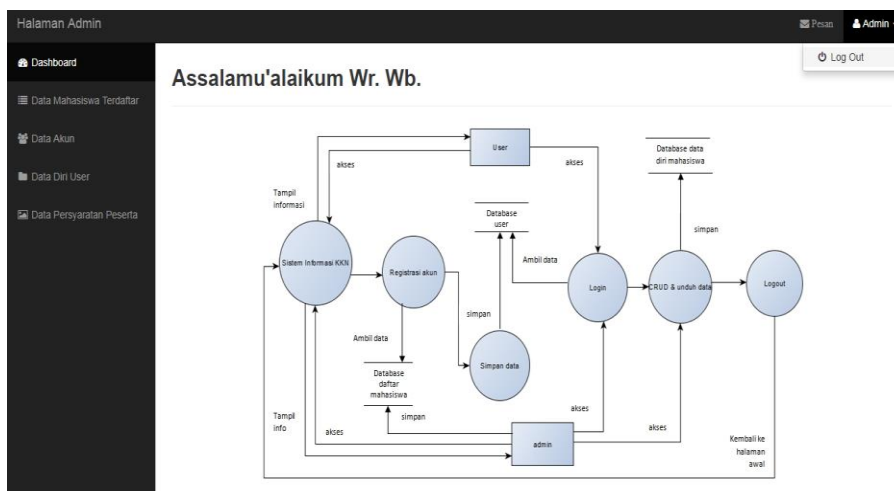 Halaman Admin
Pesan
Admin
Log Out
Dashboard
Data Mahasiswa Terdaftar
Data Akun
Data Diri User
Data Persyaratan Peserta
Assalamu'alaikum Wr. Wb.
User
akses
akses
Database data
diri mahasiswa
Tampil
informasi
Database
user
simpan
Sistem Informasi KKN
Registrasi akun
Ambil data
Login
CRUD & unduh data
Logout
simpan
Ambil data
Simpan data
Database
daftar
mahasiswa
simpan
akses
Tampil
info
akses
admin
akses
Kembali ke
halaman
awal